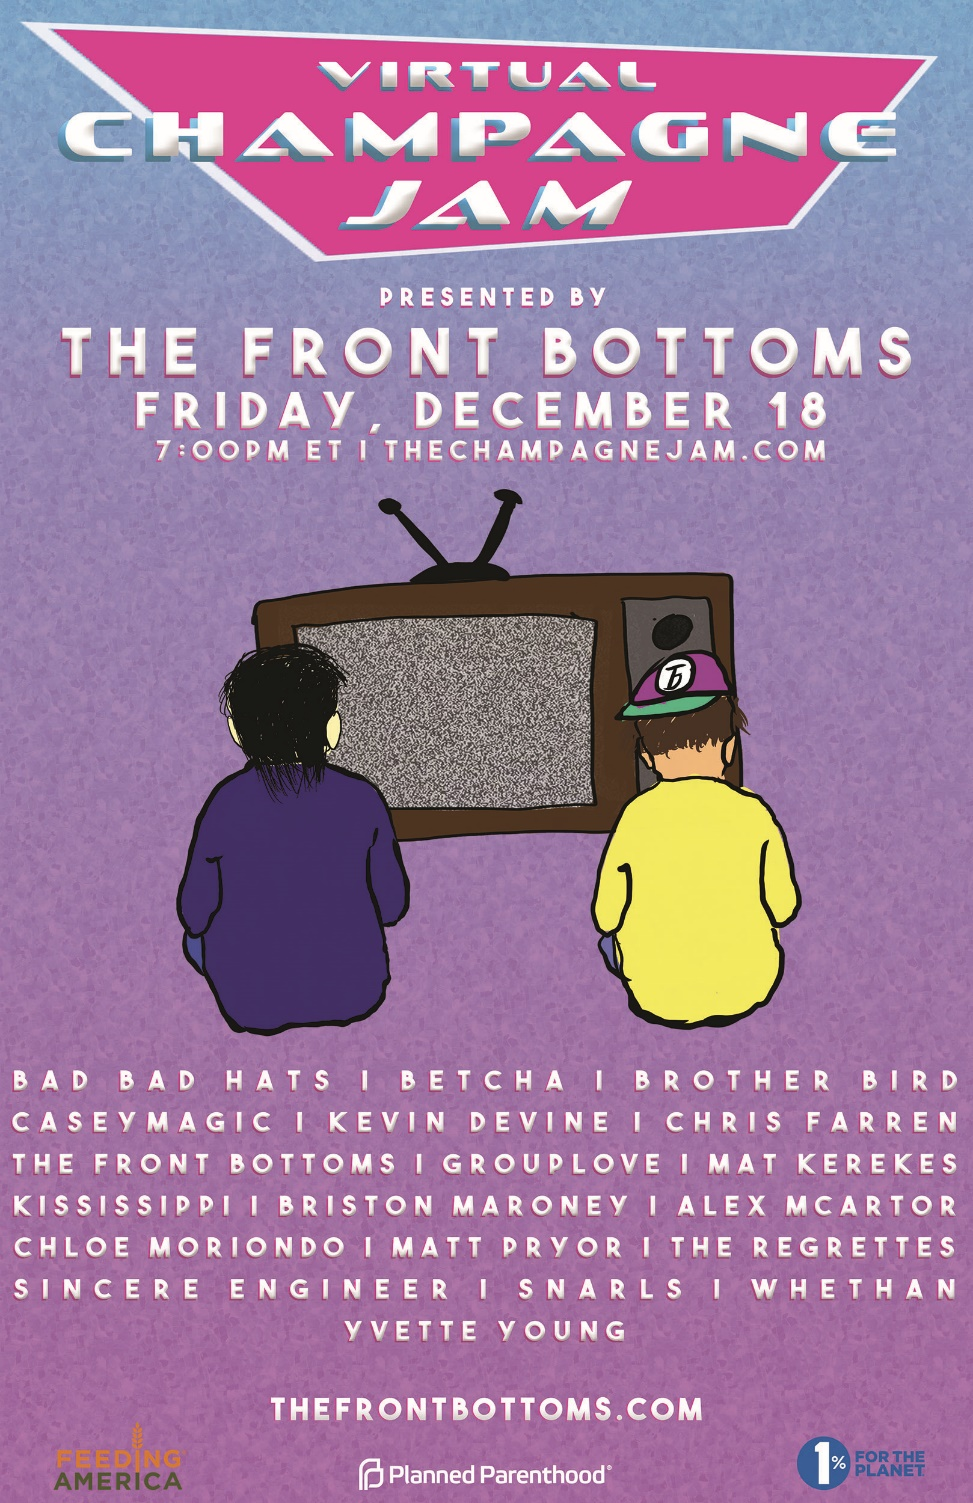 VIRTUAL
CHAMPAGNE
JAM
PRESENTED BY
THE FRONT BOTTOMS
FRIDAY, DECEMBER 18
7:00PM ET | THECHAMPAGNEJAM.COM
BAD BAD HATS | BETCHA | BROTHER BIRD
CASEYMAGIC | KEVIN DEVINE | CHRIS FARREN
THE FRONT BOTTOMS | GROUPLOVE | MAT KEREKES
KISSISSIPPI | BRISTON MARONEY | ALEX MCARTOR
CHLOE MORIONDO | MATT PRYOR | THE REGRETTES
SINCERE ENGINEER | SNARLS | WHETHAN
YVETTE YOUNG
THEFRONTBOTTOMS.COM
FEEDING
AMERICA
Planned Parenthood®
1%
FOR THE
PLANET